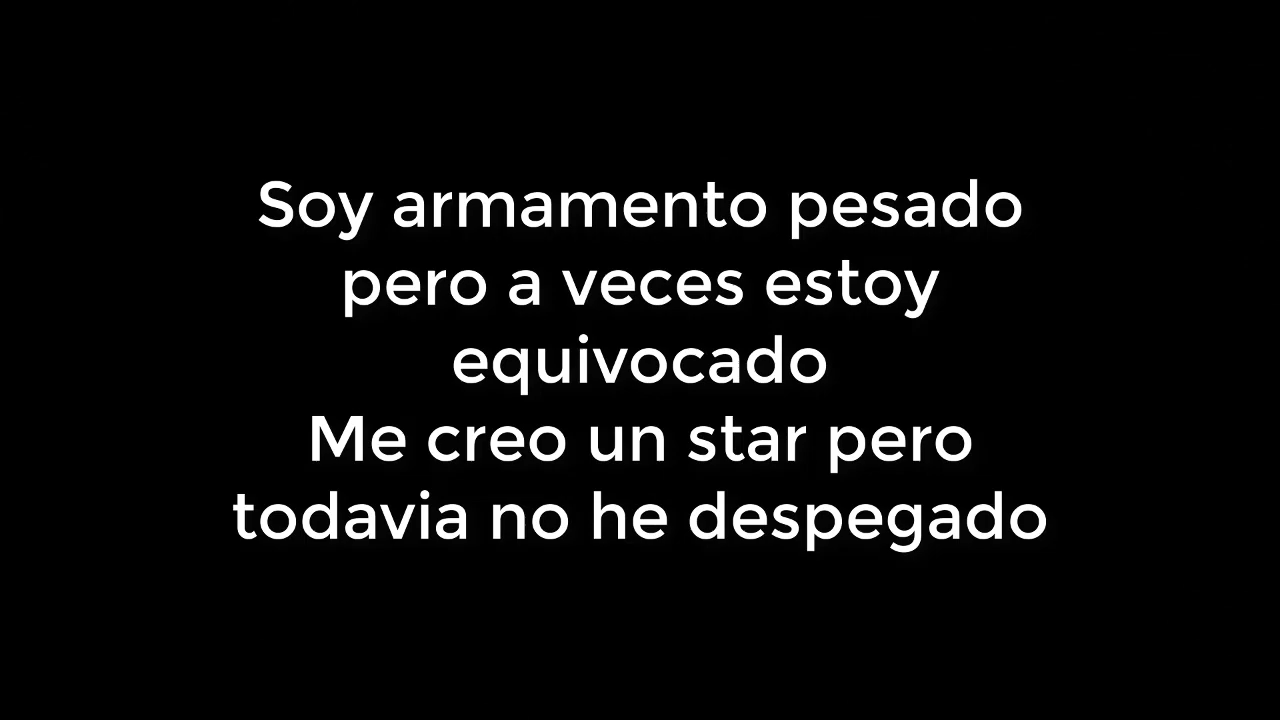 Soy armamento pesado
pero a veces estoy
equivocado
Me creo un star pero
todavia no he despegado